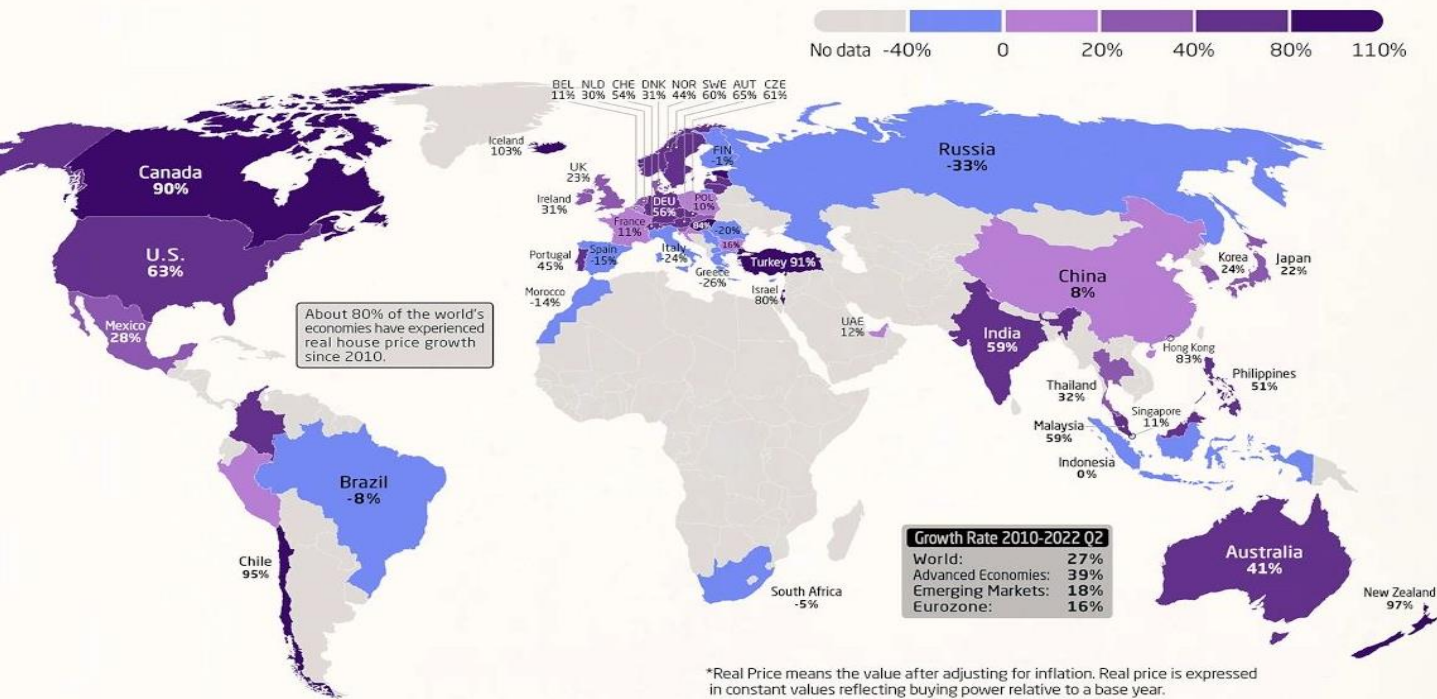 No data -40% 0 20% 40% 80% 110%
BEL NLD CHE DNK NOR SWE AUT CZE
11% 30% 54% 31% 44% 60% 65% 61%
Iceland
103%
Canada
90%
U.S.
63%
Mexico
28%
About 80% of the world's
economies have experienced
real house price growth
since 2010.
UK
23%
Ireland
31%
FIN
-1%
DEU
56%
POL
10%
France
11%
84%
-20%
16%
Portugal
45%
Spain
-15%
Italy
-24%
Greece
-26%
Turkey 91%
Morocco
-14%
Israel
80%
UAE
12%
Russia
-33%
China
8%
Korea
24%
Japan
22%
India
59%
Hong Kong
83%
Philippines
51%
Thailand
32%
Singapore
11%
Malaysia
59%
Indonesia
0%
Brazil
-8%
Chile
95%
South Africa
-5%
Australia
41%
New Zealand
97%
Growth Rate 2010-2022 Q2
World: 27%
Advanced Economies: 39%
Emerging Markets: 18%
Eurozone: 16%
*Real Price means the value after adjusting for inflation. Real price is expressed
in constant values reflecting buying power relative to a base year.